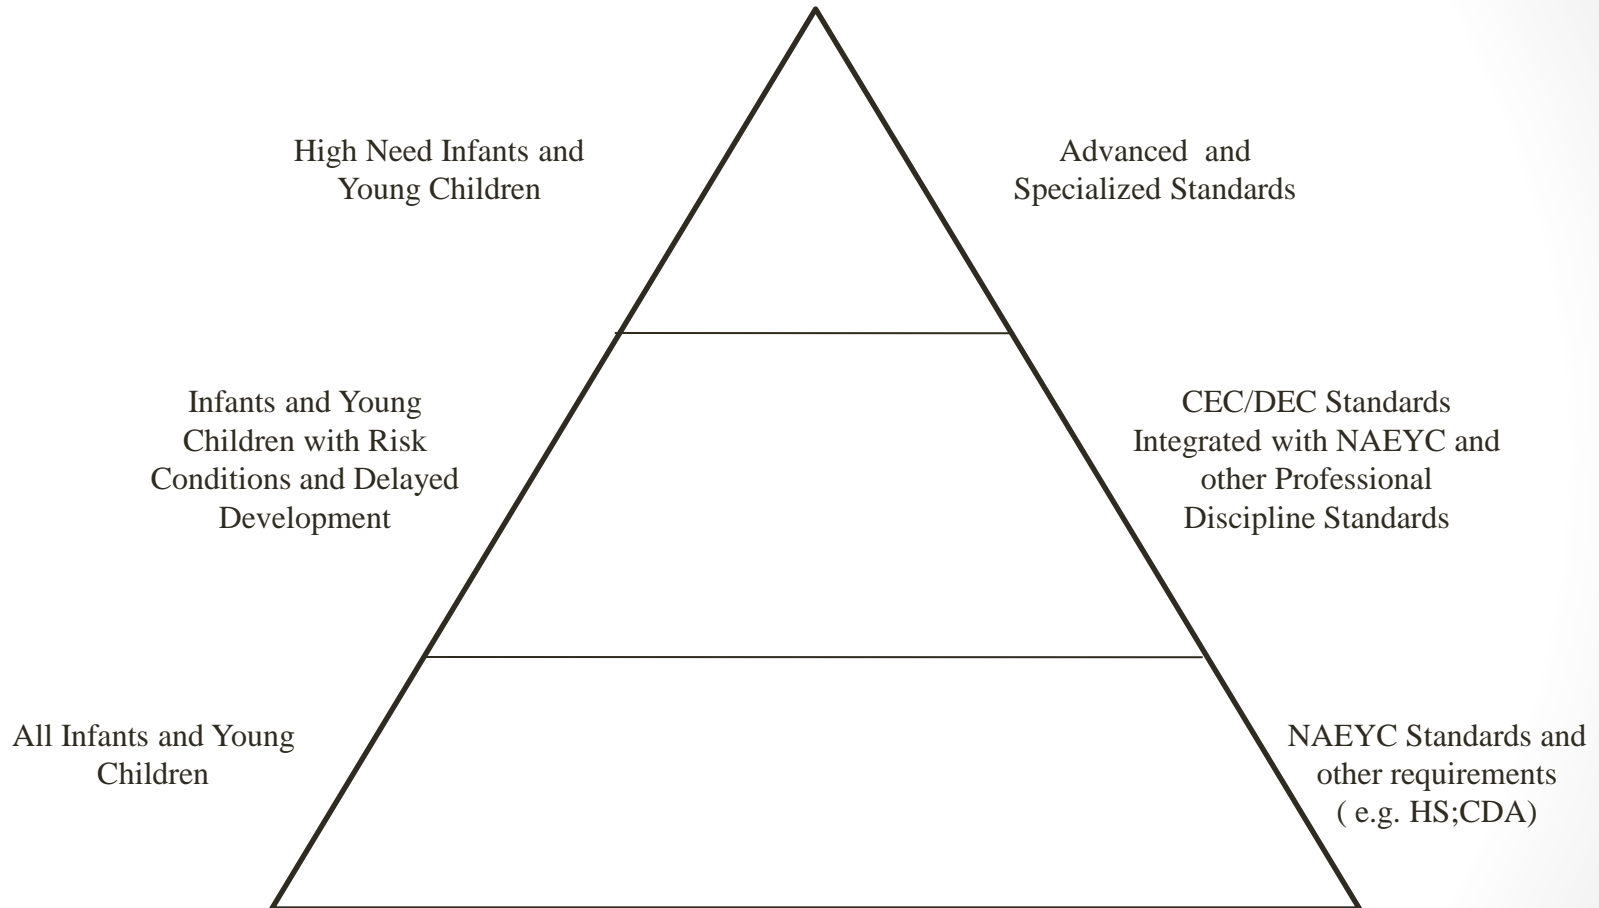 High Need Infants and
Young Children
Advanced and
Specialized Standards
Infants and Young
Children with Risk
Conditions and Delayed
Development
CEC/DEC Standards
Integrated with NAEYC and
other Professional
Discipline Standards
All Infants and Young
Children
NAEYC Standards and
other requirements
( e.g. HS;CDA)